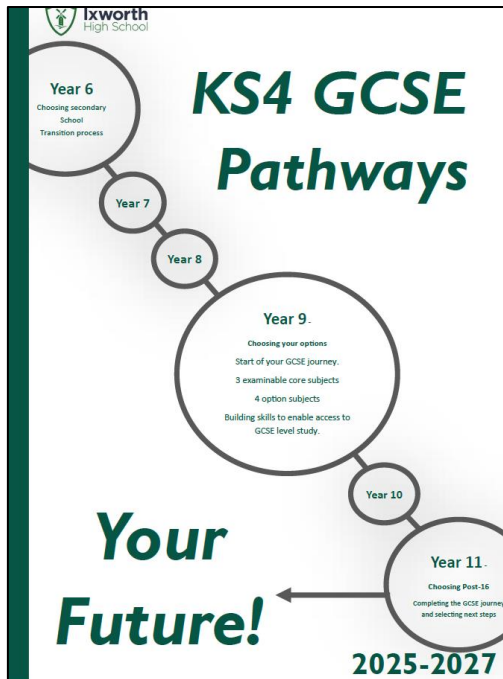 Ixworth
High School
KS4 GCSE
Pathways
Year 6
Choosing secondary
School
Transition process
Year 7
Year 8
Year 9-
Choosing your options
Start of your GCSE journey.
3 examinable core subjects
4 option subjects
Building skills to enable access to
GCSE level study.
Year 10
Year 11-
Choosing Post-16
Completing the GCSE journey
and selecting next steps
Your
Future!
2025-2027